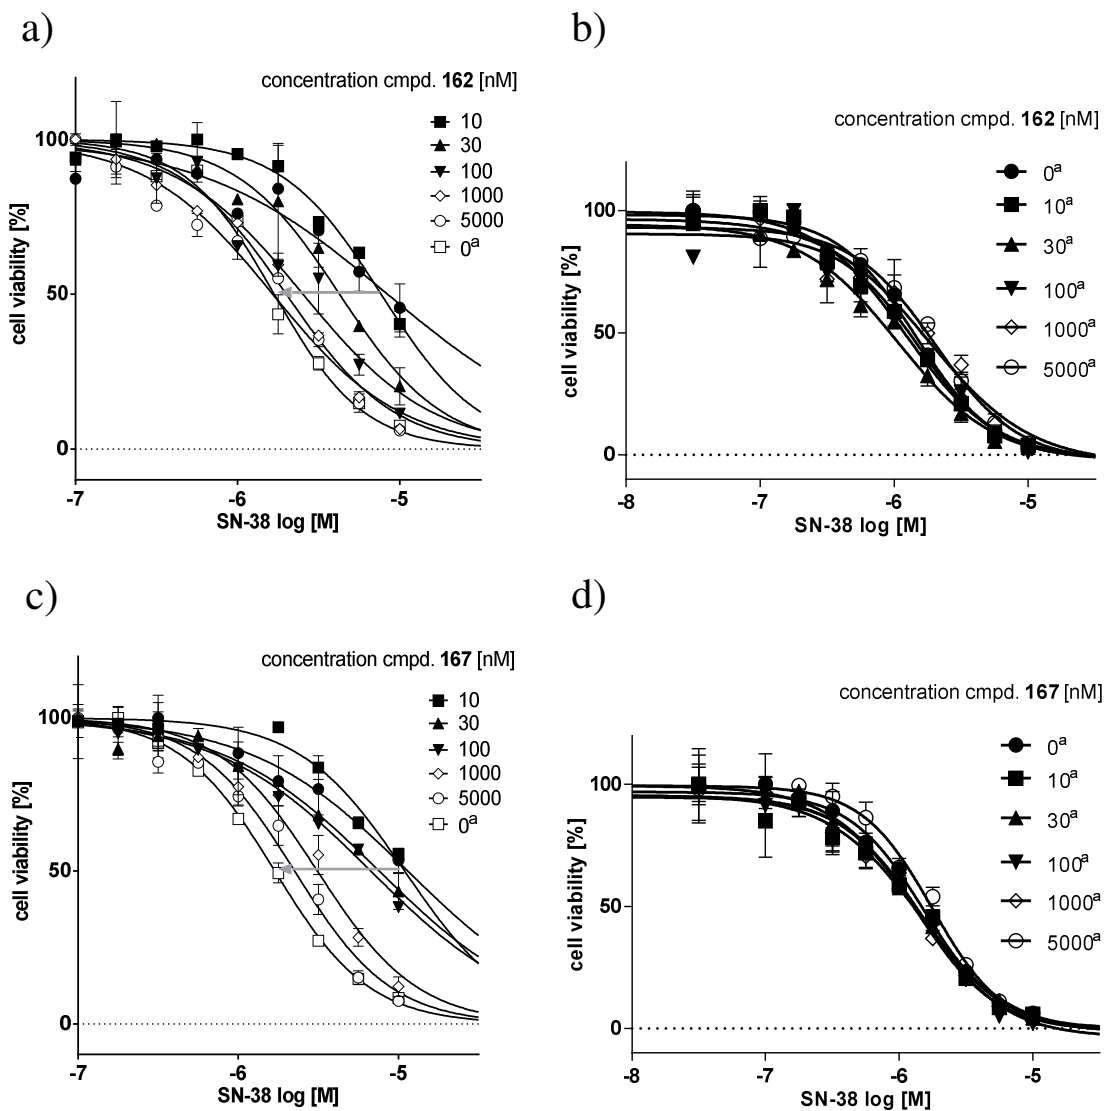 a)
concentration cmpd. 162 [nM]
10
30
100
1000
5000
0a
100
50
0
cell viability [%]
-7
-6
-5
SN-38 log [M]
b)
concentration cmpd. 162 [nM]
0a
10a
30a
100a
1000a
5000a
100
50
0
cell viability [%]
-8
-7
-6
-5
SN-38 log [M]
c)
concentration cmpd. 167 [nM]
10
30
100
1000
5000
0a
100
50
0
cell viability [%]
-7
-6
-5
SN-38 log [M]
d)
concentration cmpd. 167 [nM]
0a
10a
30a
100a
1000a
5000a
100
50
0
cell viability [%]
-8
-7
-6
-5
SN-38 log [M]